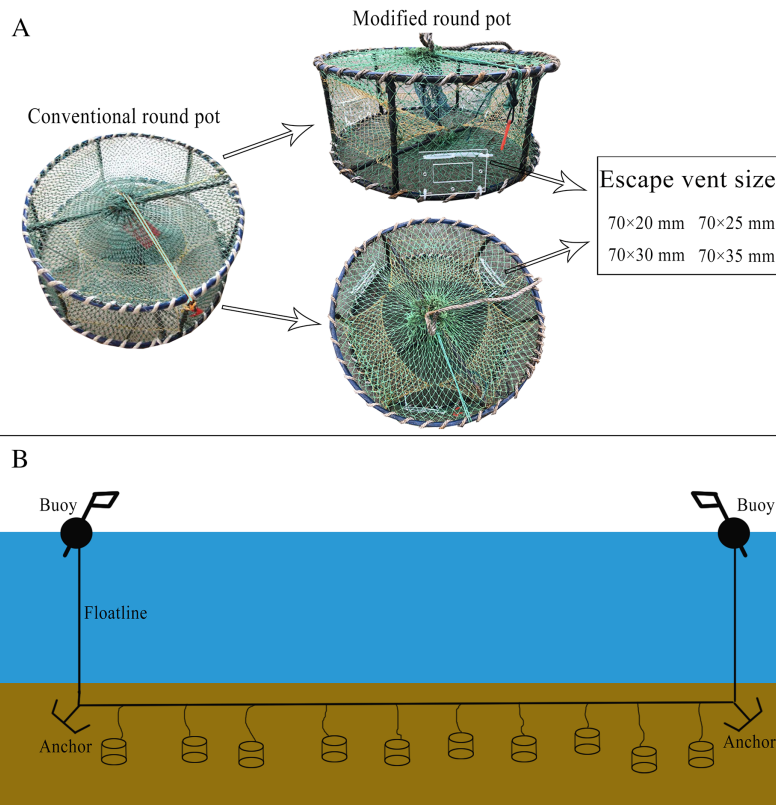 A
Modified round pot
Conventional round pot
Escape vent size
70×20 mm 70×25 mm
70×30 mm 70×35 mm
B
Buoy
Buoy
Floatline
Anchor
Anchor